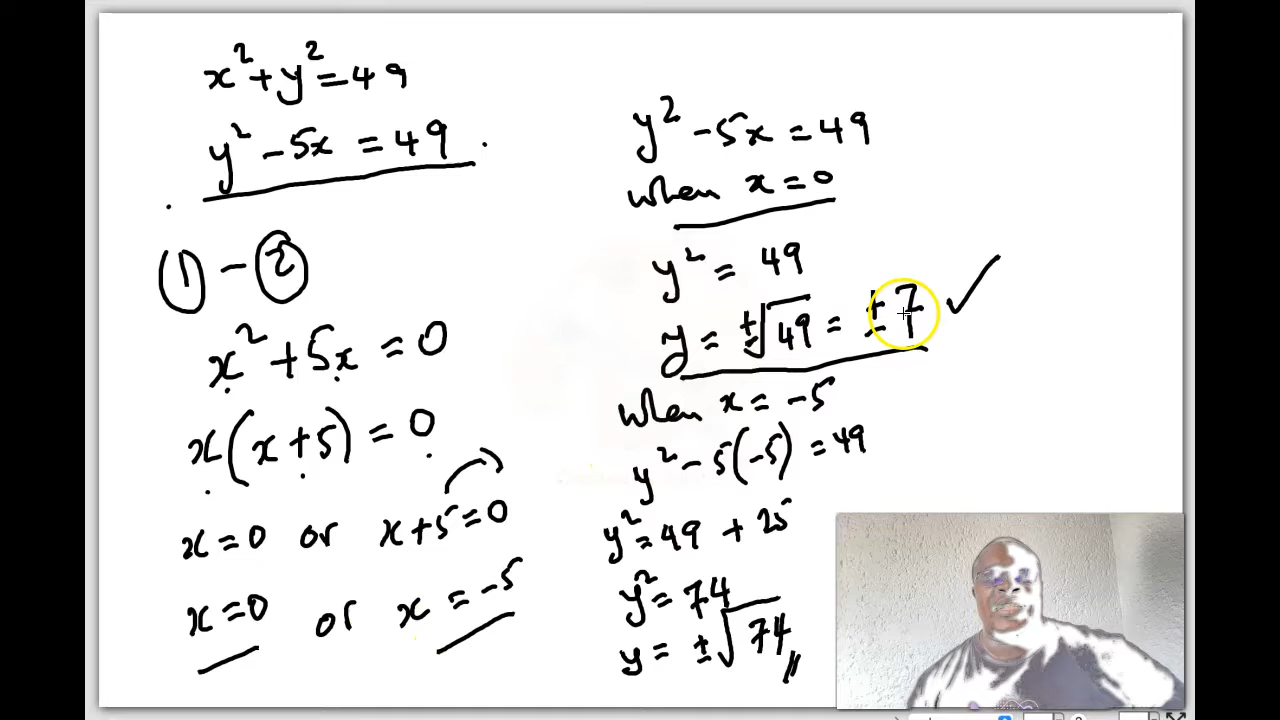 x² + y² = 49
y² - 5x = 49
① - ②
x² + 5x = 0
x(x + 5) = 0
x = 0 or x + 5 = 0
x = 0 or x = -5
y² - 5x = 49
when x = 0
y² = 49
y = ±√49 = ±7
when x = -5
y² - 5(-5) = 49
y² = 49 + 25
y² = 74
y = ±√74